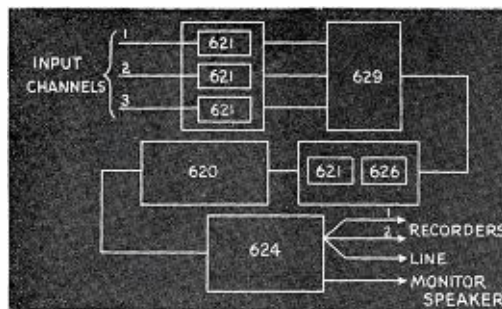 INPUT
CHANNELS
1
2
3
621
621
621
629
620
621
626
624
1
2
RECORDERS
LINE
MONITOR
SPEAKER